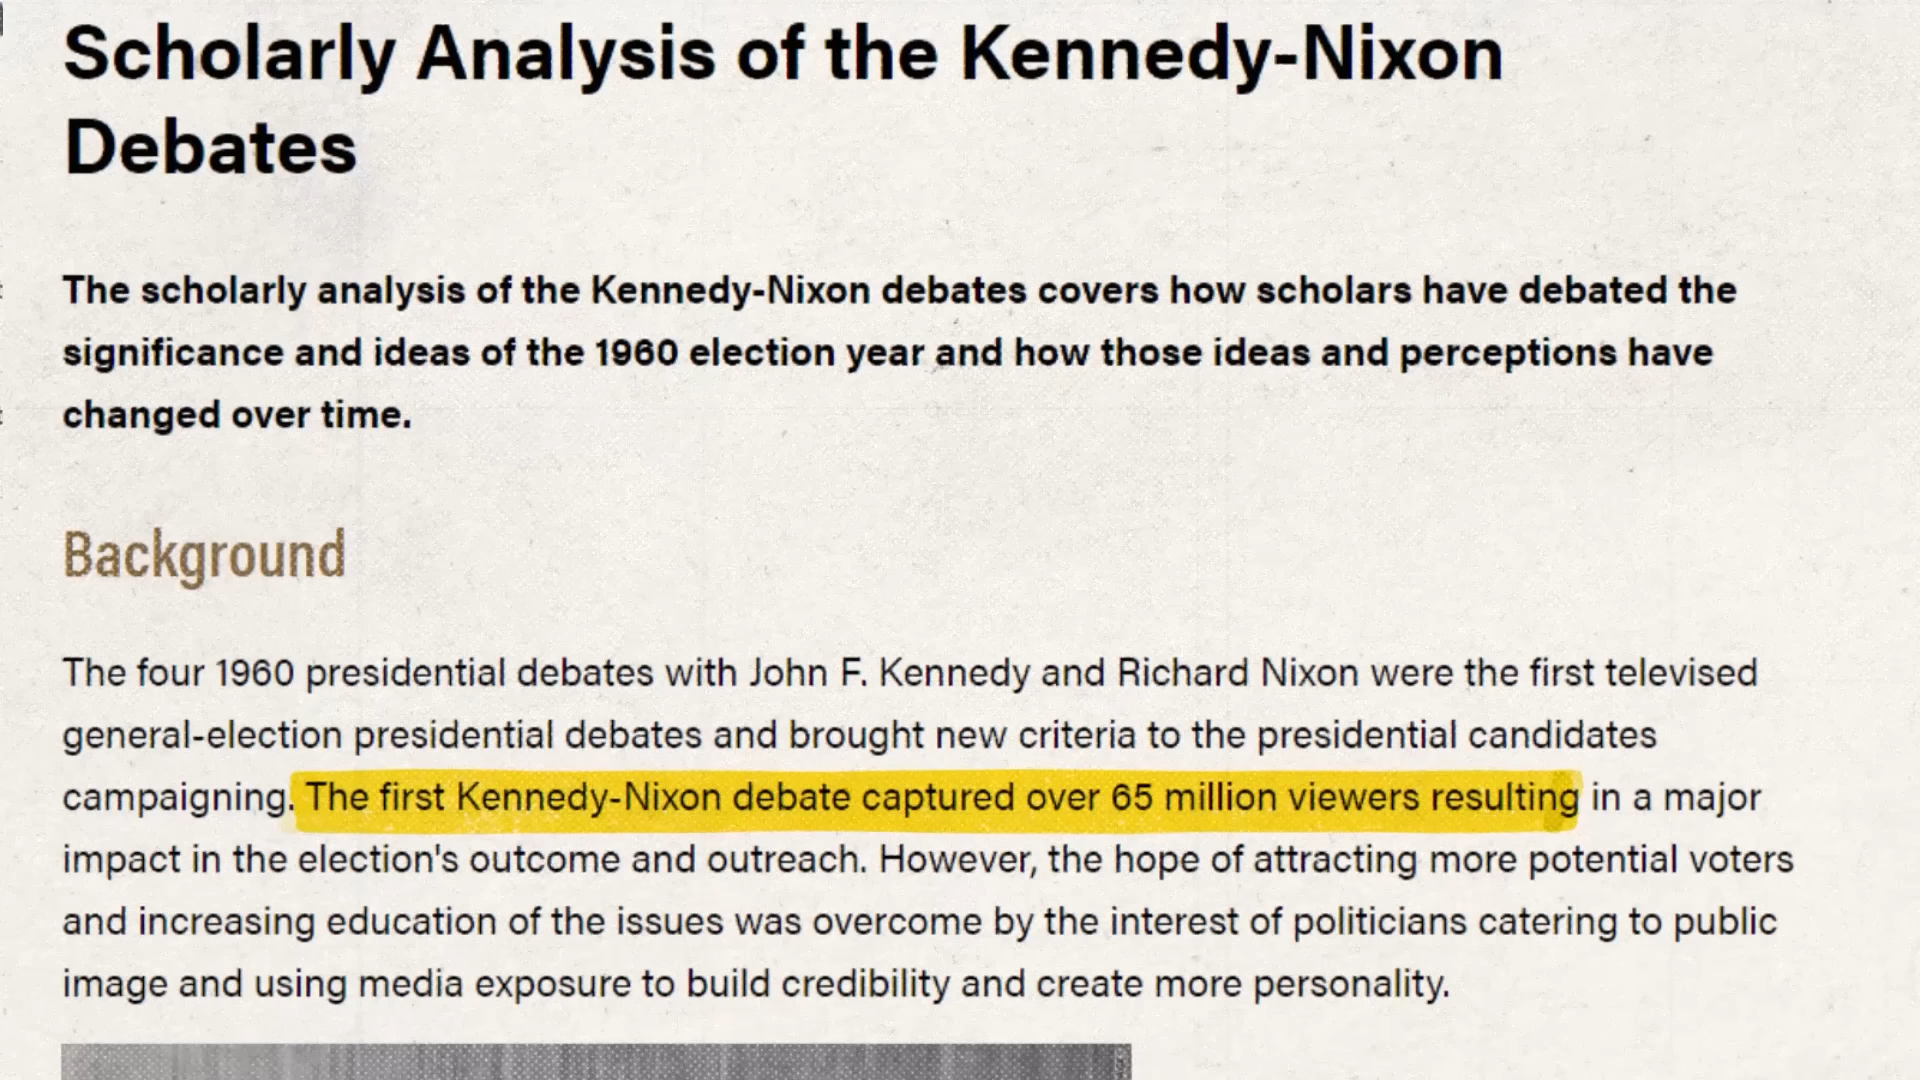 Scholarly Analysis of the Kennedy-Nixon
Debates
The scholarly analysis of the Kennedy-Nixon debates covers how scholars have debated the
significance and ideas of the 1960 election year and how those ideas and perceptions have
changed over time.
Background
The four 1960 presidential debates with John F. Kennedy and Richard Nixon were the first televised
general-election presidential debates and brought new criteria to the presidential candidates
campaigning. The first Kennedy-Nixon debate captured over 65 million viewers resulting in a major
impact in the election's outcome and outreach. However, the hope of attracting more potential voters
and increasing education of the issues was overcome by the interest of politicians catering to public
image and using media exposure to build credibility and create more personality.